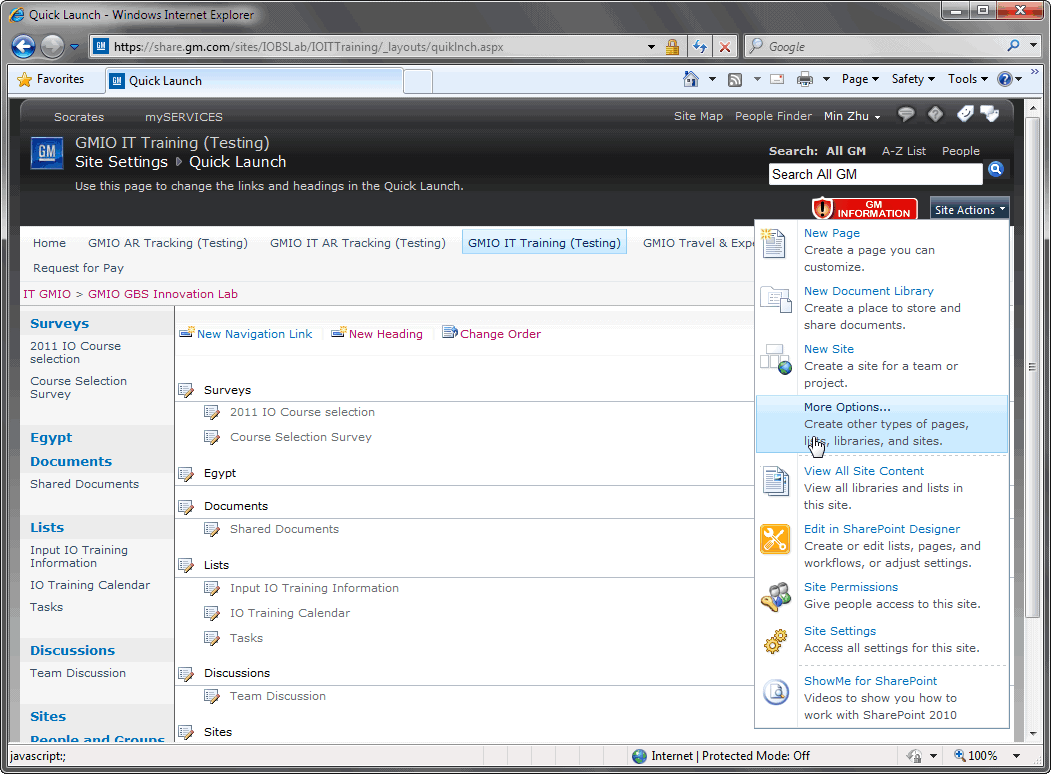 Quick Launch - Windows Internet Explorer
https://share.gm.com/sites/IOBSLab/IOITTraining/_layouts/quiklnch.aspx
Google
Favorites
GM
Quick Launch
Page
Safety
Tools
»
Socrates
mySERVICES
Site Map
People Finder
Min Zhu
GM
GMIO IT Training (Testing)
Site Settings
Quick Launch
Use this page to change the links and headings in the Quick Launch.
Search: All GM A-Z List People
Search All GM
GM
INFORMATION
Site Actions
Home
GMIO AR Tracking (Testing)
GMIO IT AR Tracking (Testing)
GMIO IT Training (Testing)
GMIO Travel & Expe
Request for Pay
IT GMIO > GMIO GBS Innovation Lab
Surveys
2011 IO Course
selection
Course Selection
Survey
Egypt
Documents
Shared Documents
Lists
Input IO Training
Information
IO Training Calendar
Tasks
Discussions
Team Discussion
Sites
People and Groups
New Navigation Link
New Heading
Change Order
Surveys
2011 IO Course selection
Course Selection Survey
Egypt
Documents
Shared Documents
Lists
Input IO Training Information
IO Training Calendar
Tasks
Discussions
Team Discussion
Sites
New Page
Create a page you can
customize.
New Document Library
Create a place to store and
share documents.
New Site
Create a site for a team or
project.
More Options...
Create other types of pages,
lists, libraries, and sites.
View All Site Content
View all libraries and lists in
this site.
Edit in SharePoint Designer
Create or edit lists, pages, and
workflows, or adjust settings.
Site Permissions
Give people access to this site.
Site Settings
Access all settings for this site.
ShowMe for SharePoint
Videos to show you how to
work with SharePoint 2010
javascript:;
Internet | Protected Mode: Off
100%